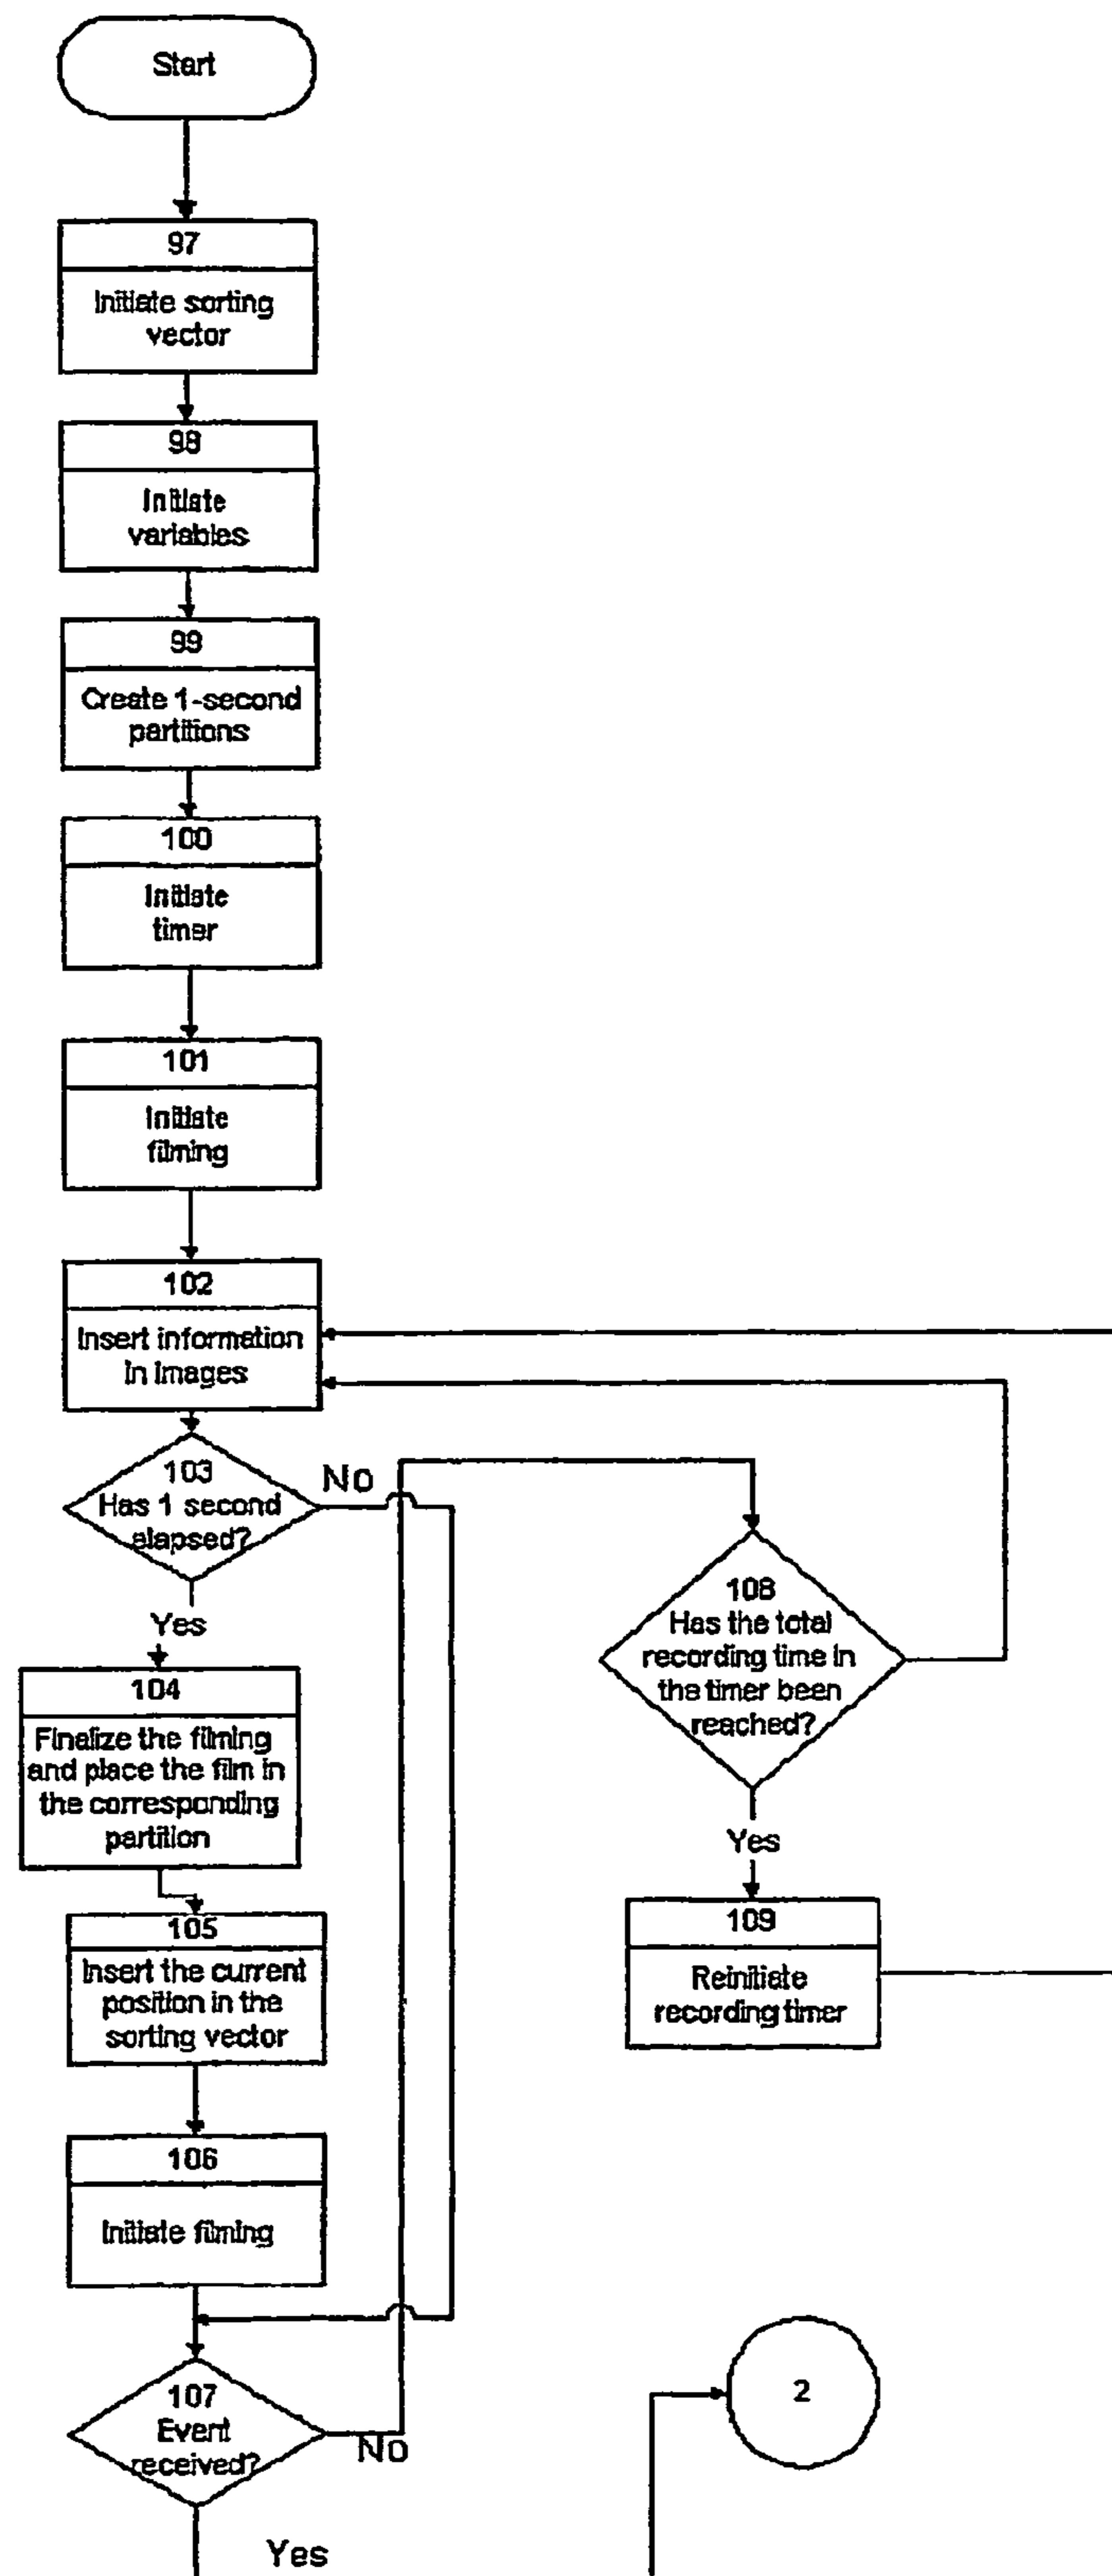 Start
97
Initiate sorting
vector
98
Initiate
variables
99
Create 1-second
partitions
100
Initiate
timer
101
Initiate
filming
102
Insert information
in images
103
Has 1 second
elapsed?
No
Yes
104
Finalize the filming
and place the film in
the corresponding
partition
105
Insert the current
position in the
sorting vector
106
Initiate filming
107
Event
received?
No
Yes
108
Has the total
recording time in
the timer been
reached?
Yes
109
Reinitiate
recording timer
2